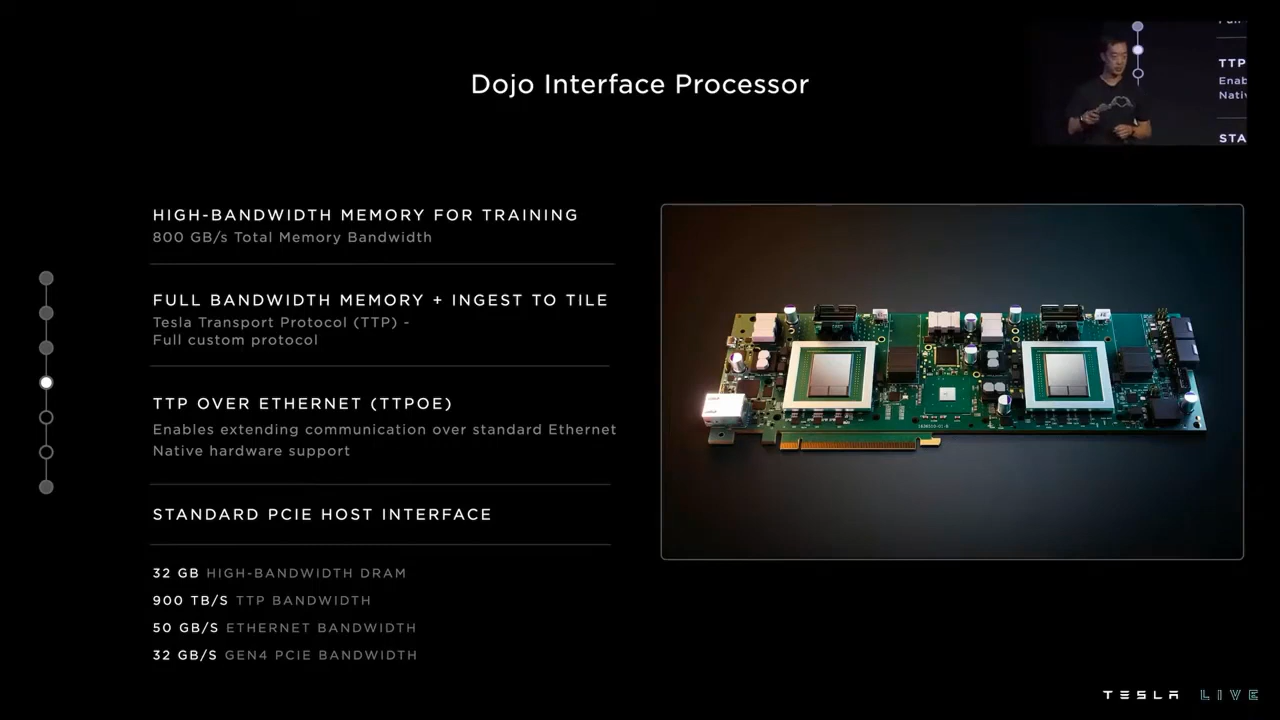 Dojo Interface Processor
TTP
Enab
Nativ
STA
HIGH-BANDWIDTH MEMORY FOR TRAINING
800 GB/s Total Memory Bandwidth
FULL BANDWIDTH MEMORY + INGEST TO TILE
Tesla Transport Protocol (TTP) -
Full custom protocol
TTP OVER ETHERNET (TTPOE)
Enables extending communication over standard Ethernet
Native hardware support
STANDARD PCIE HOST INTERFACE
32 GB HIGH-BANDWIDTH DRAM
900 TB/S TTP BANDWIDTH
50 GB/S ETHERNET BANDWIDTH
32 GB/S GEN4 PCIE BANDWIDTH
TESLA LIVE